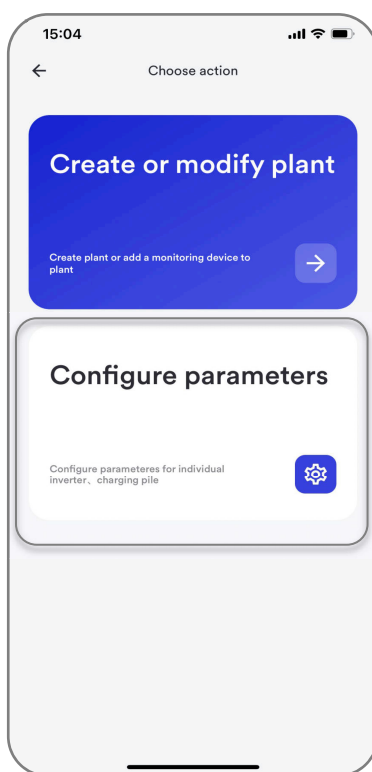 15:04
Choose action
Create or modify plant
Create plant or add a monitoring device to
plant
Configure parameters
Configure parameteres for individual
inverter、charging pile